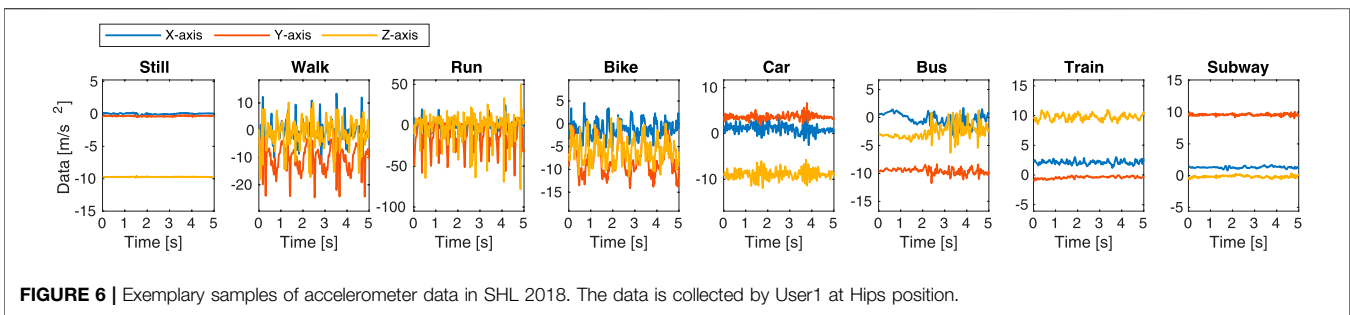 X-axis Y-axis Z-axis
Still Walk Run Bike Car Bus Train Subway
Data [m/s²]
5 0 -5 -10 -15
10 0 -10 -20
50 0 -50 -100
5 0 -5 -10 -15
10 0 -10
5 0 -5 -10 -15
15 10 5 0 -5
15 10 5 0 -5
0 1 2 3 4 5 0 1 2 3 4 5 0 1 2 3 4 5 0 1 2 3 4 5 0 1 2 3 4 5 0 1 2 3 4 5 0 1 2 3 4 5 0 1 2 3 4 5
Time [s] Time [s] Time [s] Time [s] Time [s] Time [s] Time [s] Time [s]
FIGURE 6 | Exemplary samples of accelerometer data in SHL 2018. The data is collected by User1 at Hips position.